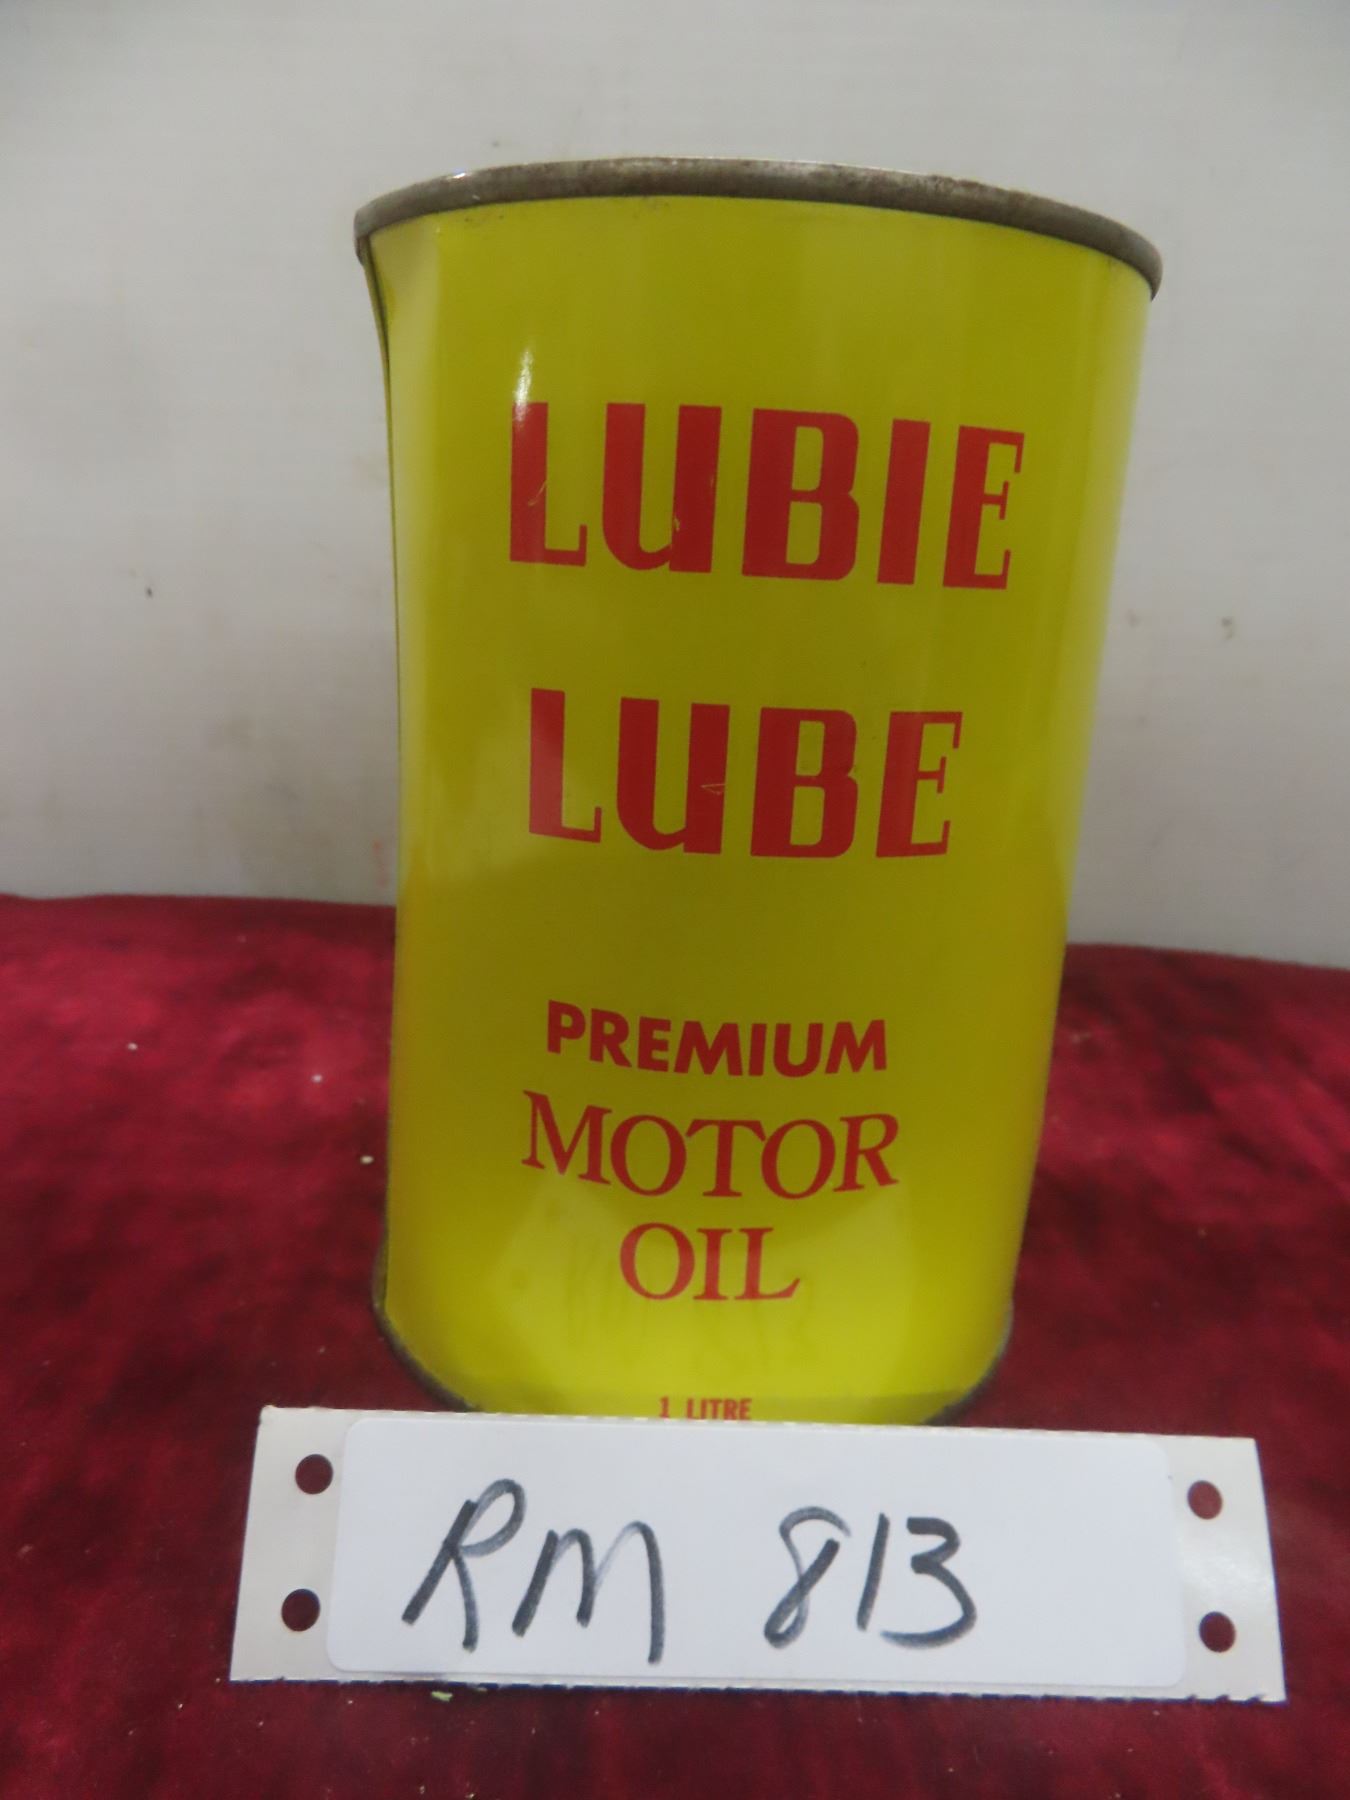 LUBIE
LUBE
PREMIUM
MOTOR
OIL
1 LITRE
RM 813